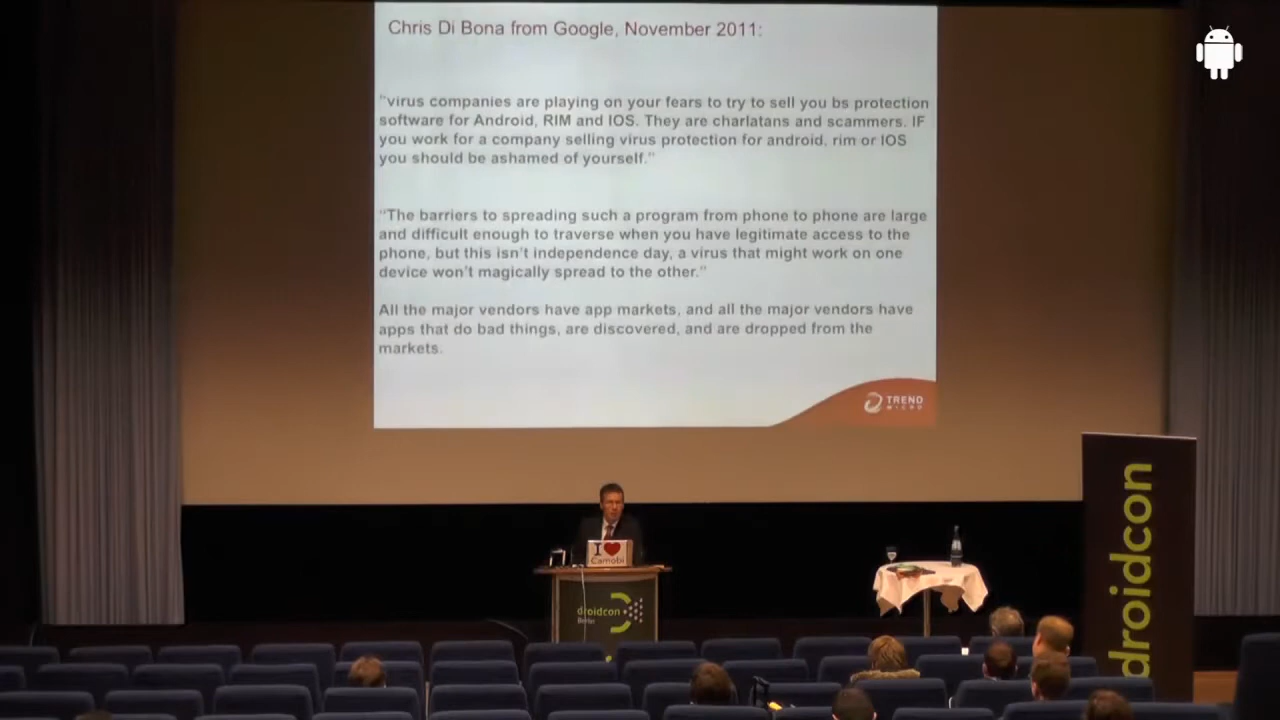 Chris Di Bona from Google, November 2011:
"virus companies are playing on your fears to try to sell you bs protection
software for Android, RIM and IOS. They are charlatans and scammers. IF
you work for a company selling virus protection for android, rim or IOS
you should be ashamed of yourself."
"The barriers to spreading such a program from phone to phone are large
and difficult enough to traverse when you have legitimate access to the
phone, but this isn't independence day, a virus that might work on one
device won't magically spread to the other."
All the major vendors have app markets, and all the major vendors have
apps that do bad things, are discovered, and are dropped from the
markets.
TREND
MICRO
I
Camobi
droidcon
Berlin
droidcon